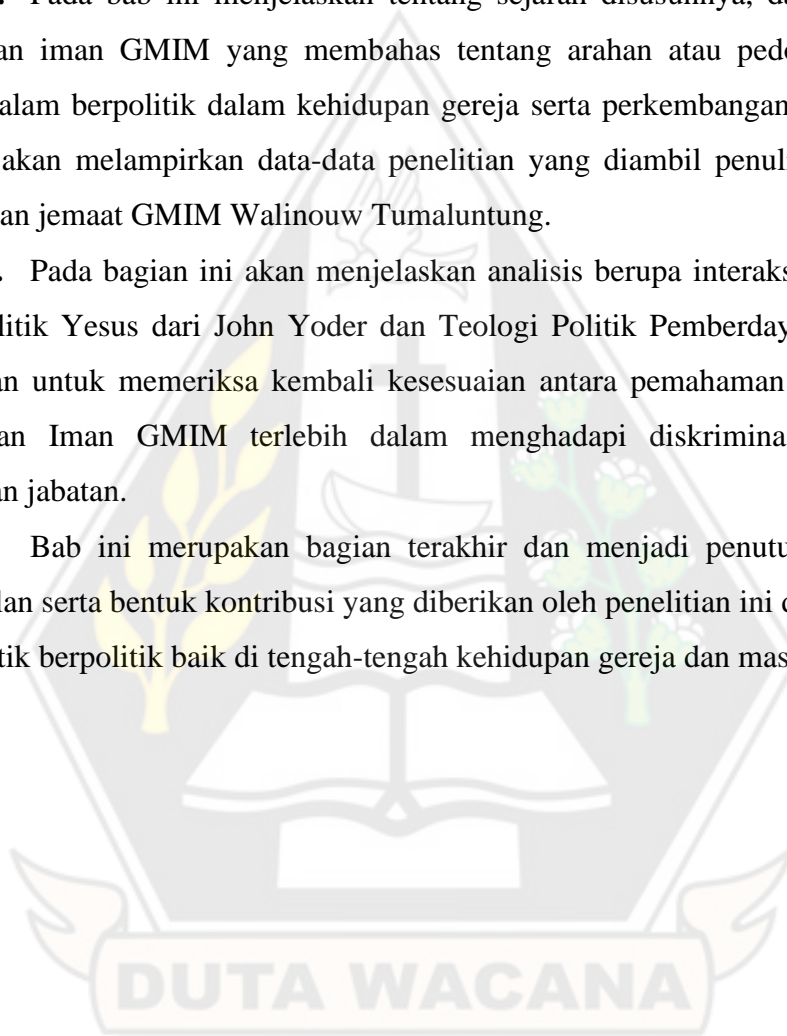 . Pada bab ini menjelaskan tentang sejarah disusunnya, da
an iman GMIM yang membahas tentang arahan atau pedo
alam berpolitik dalam kehidupan gereja serta perkembangan
akan melampirkan data-data penelitian yang diambil penul
an jemaat GMIM Walinouw Tumaluntung.
. Pada bagian ini akan menjelaskan analisis berupa interaks
litik Yesus dari John Yoder dan Teologi Politik Pemberday
an untuk memeriksa kembali kesesuaian antara pemahaman
an Iman GMIM terlebih dalam menghadapi diskrimina
an jabatan.
Bab ini merupakan bagian terakhir dan menjadi penutu
lan serta bentuk kontribusi yang diberikan oleh penelitian ini d
tik berpolitik baik di tengah-tengah kehidupan gereja dan mas
DUTA WACANA